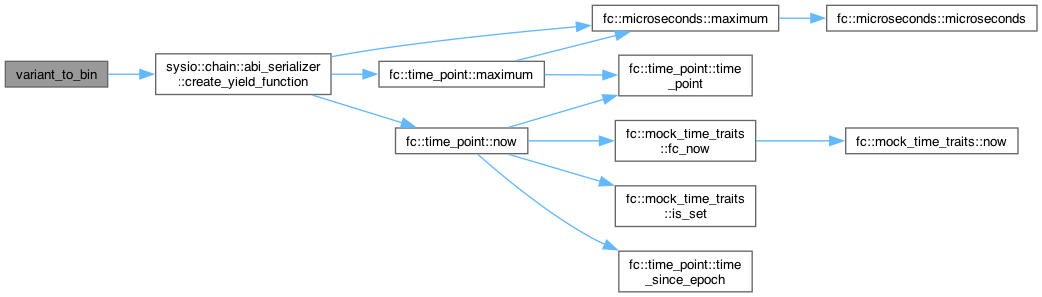 variant_to_bin
sysio::chain::abi_serializer
::create_yield_function
fc::microseconds::maximum
fc::microseconds::microseconds
fc::time_point::maximum
fc::time_point::time
_point
fc::time_point::now
fc::mock_time_traits
::fc_now
fc::mock_time_traits::now
fc::mock_time_traits
::is_set
fc::time_point::time
_since_epoch